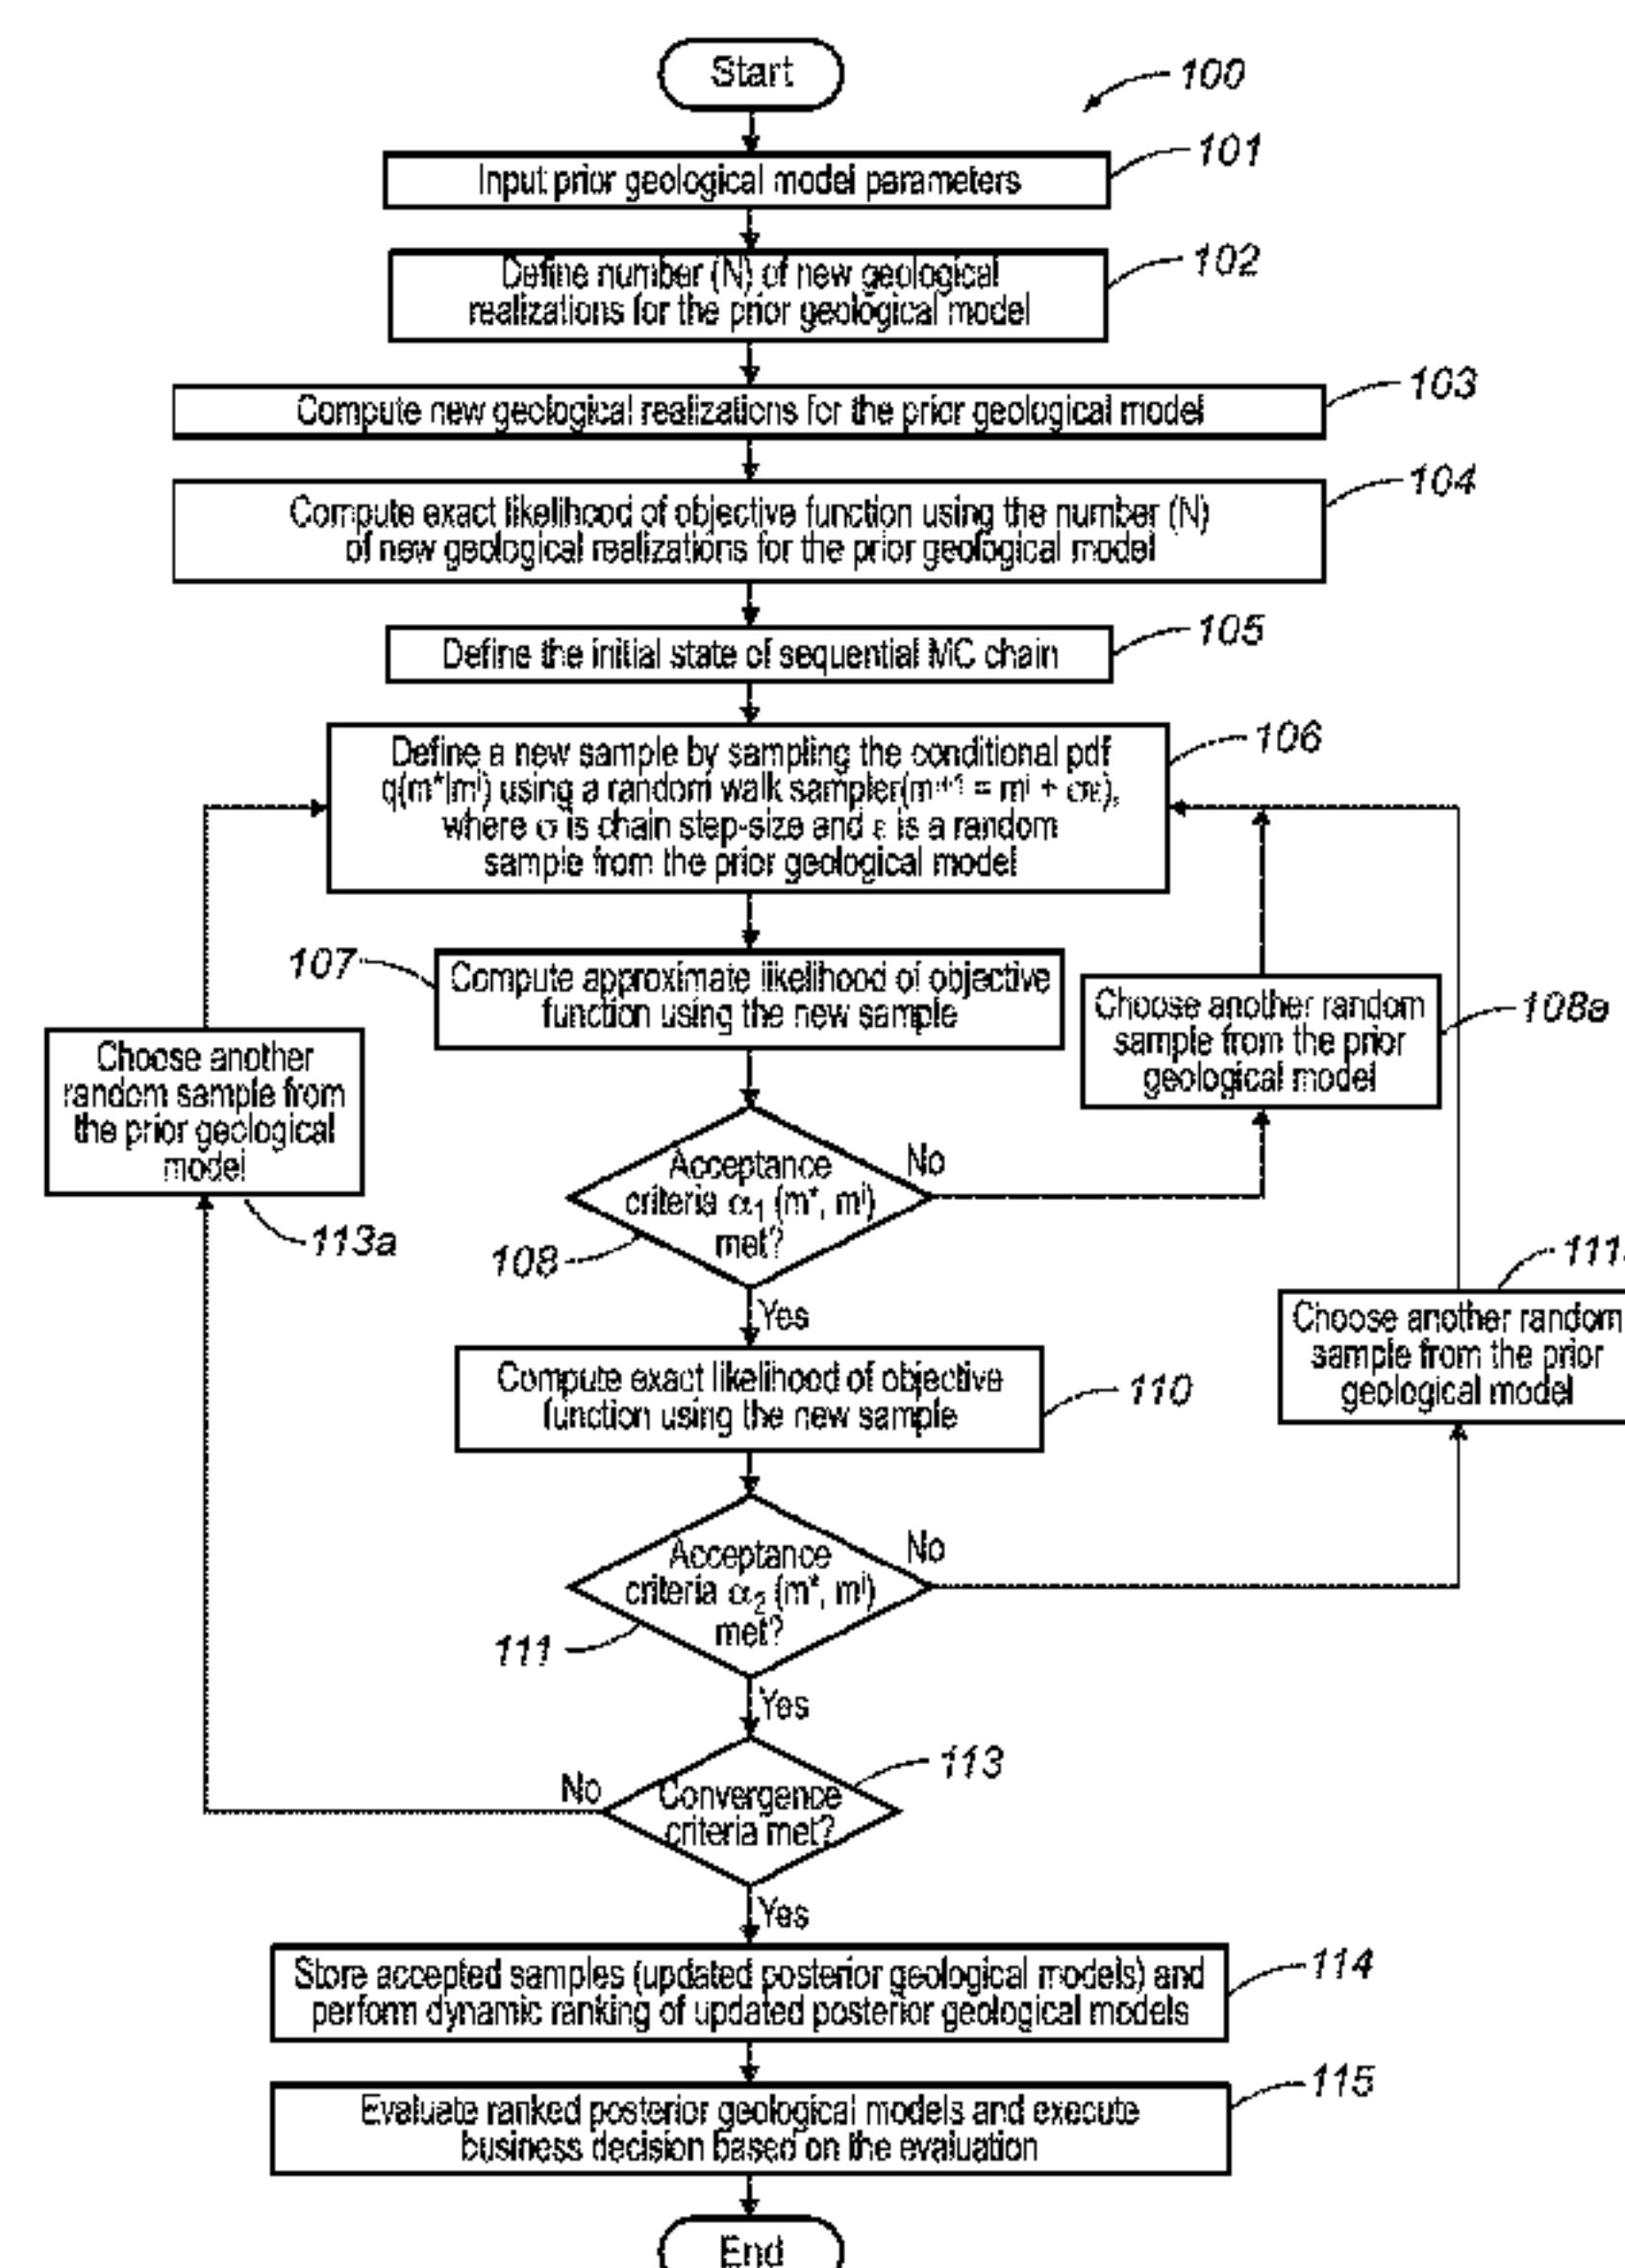 Start
100
Input prior geological model parameters
101
Define number (N) of new geological
realizations for the prior geological model
102
Compute new geological realizations for the prior geological model
103
Compute exact likelihood of objective function using the number (N)
of new geological realizations for the prior geological model
104
Define the initial state of sequential MC chain
105
Define a new sample by sampling the conditional pdf
q(m*|mⁱ) using a random walk sampler(mⁱ⁺¹ = mⁱ + σε),
where σ is chain step-size and ε is a random
sample from the prior geological model
106
107
Compute approximate likelihood of objective
function using the new sample
Choose another random
sample from the prior
geological model
108a
Choose another
random sample from
the prior geological
model
113a
Acceptance
criteria α₁ (m*, mⁱ)
met?
No
108
Yes
111
Choose another random
sample from the prior
geological model
Compute exact likelihood of objective
function using the new sample
110
Acceptance
criteria α₂ (m*, mⁱ)
met?
No
111
Yes
Convergence
criteria met?
No
113
Yes
Store accepted samples (updated posterior geological models) and
perform dynamic ranking of updated posterior geological models
114
Evaluate ranked posterior geological models and execute
business decision based on the evaluation
115
End